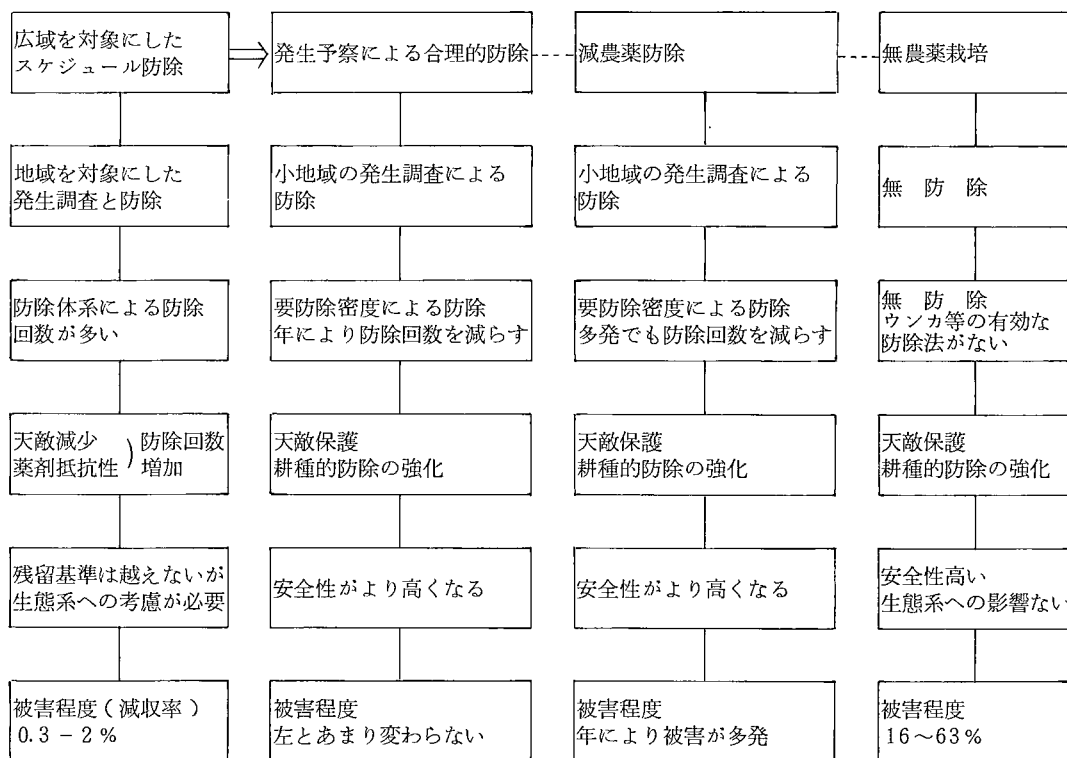 広域を対象にした
スケジュール防除
発生予察による合理的防除
減農薬防除
無農薬栽培
地域を対象にした
発生調査と防除
小地域の発生調査による
防除
小地域の発生調査による
防除
無 防 除
防除体系による防除
回数が多い
要防除密度による防除
年により防除回数を減らす
要防除密度による防除
多発でも防除回数を減らす
無 防 除
ウンカ等の有効な
防除法がない
天敵減少
薬剤抵抗性
)防除回数
増加
天敵保護
耕種的防除の強化
天敵保護
耕種的防除の強化
天敵保護
耕種的防除の強化
残留基準は越えないが
生態系への考慮が必要
安全性がより高くなる
安全性がより高くなる
安全性高い
生態系への影響ない
被害程度(減収率)
0.3-2%
被害程度
左とあまり変わらない
被害程度
年により被害が多発
被害程度
16~63%